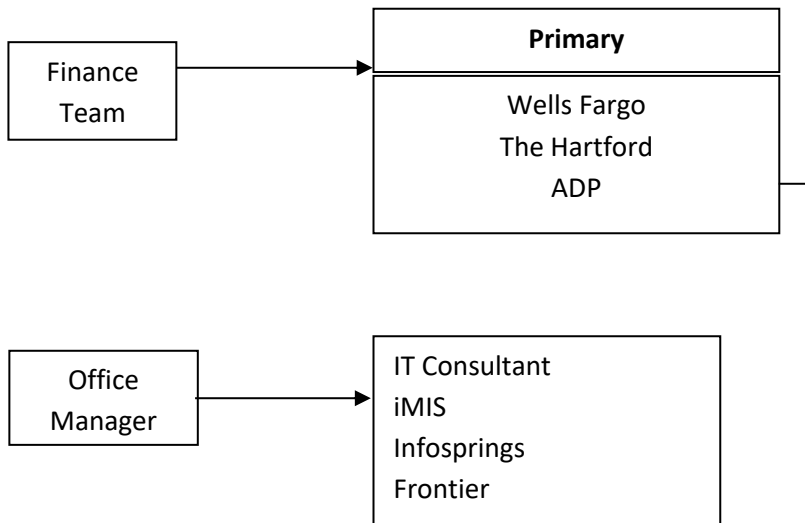 Primary
Finance
Team
Wells Fargo
The Hartford
ADP
Office
Manager
IT Consultant
iMIS
Infosprings
Frontier